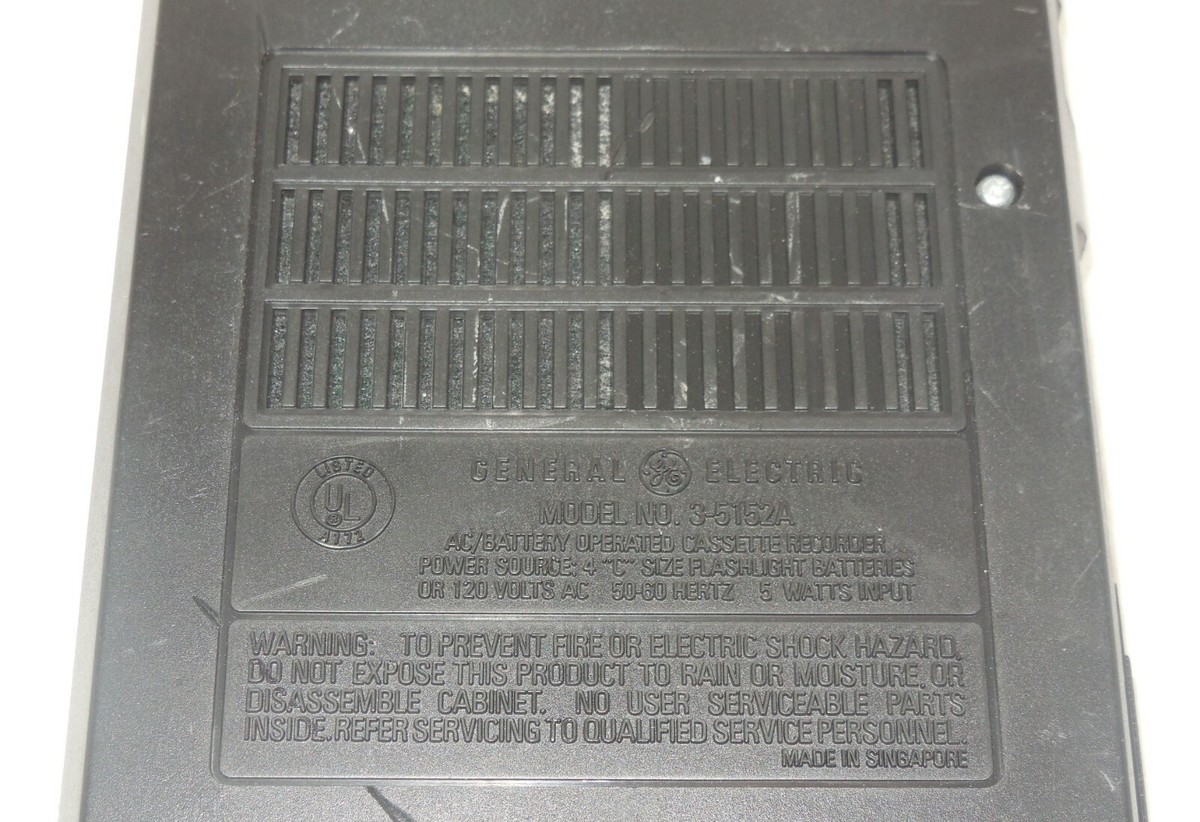 LISTED
UL
®
A772
GENERAL GE ELECTRIC
MODEL NO. 3-5152A
AC/BATTERY OPERATED CASSETTE RECORDER
POWER SOURCE: 4 "C" SIZE FLASHLIGHT BATTERIES
OR 120 VOLTS AC 50-60 HERTZ 5 WATTS INPUT
WARNING: TO PREVENT FIRE OR ELECTRIC SHOCK HAZARD,
DO NOT EXPOSE THIS PRODUCT TO RAIN OR MOISTURE, OR
DISASSEMBLE CABINET. NO USER SERVICEABLE PARTS
INSIDE. REFER SERVICING TO QUALIFIED SERVICE PERSONNEL.
MADE IN SINGAPORE